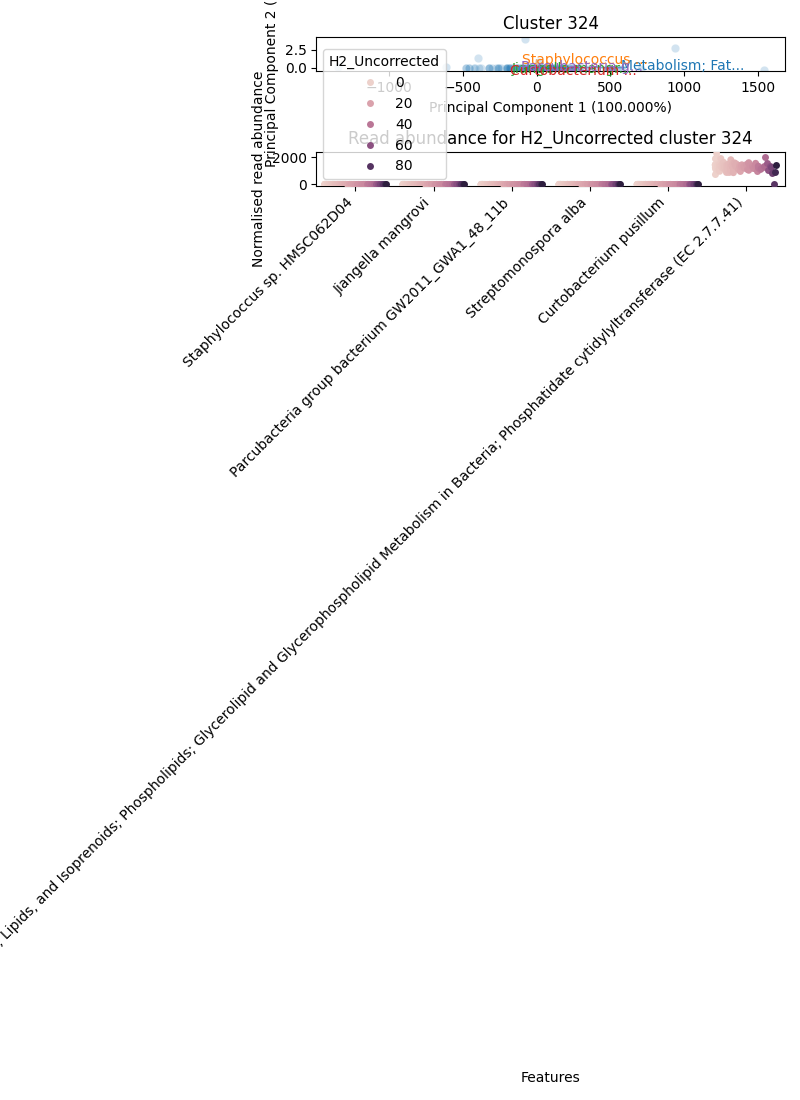 Cluster 324
Principal Component 2 (
2.5
0.0
Staphylococcus
Metabolism; Fat...
Curtobacterium ...
−1000
−500
0
500
1000
1500
Principal Component 1 (100.000%)
H2_Uncorrected
0
20
40
60
80
Read abundance for H2_Uncorrected cluster 324
Normalised read abundance
2000
0
Staphylococcus sp. HMSC062D04
Jiangella mangrovi
Parcubacteria group bacterium GW2011_GWA1_48_11b
Streptomonospora alba
Curtobacterium pusillum
, Lipids, and Isoprenoids; Phospholipids; Glycerolipid and Glycerophospholipid Metabolism in Bacteria; Phosphatidate cytidylyltransferase (EC 2.7.7.41)
Features